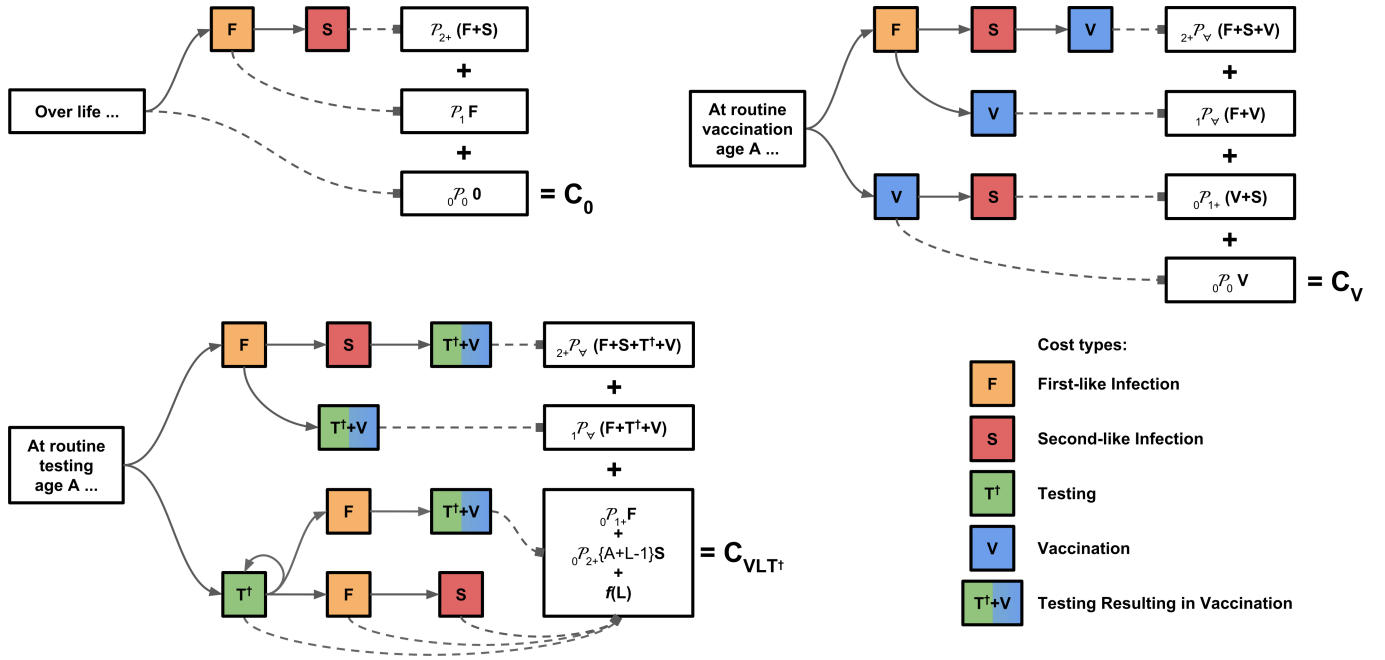 F
S
𝒫₂₊ (F+S)
+
Over life ...
𝒫₁ F
+
₀𝒫₀ 0
= C₀
F
S
V
₂₊𝒫∀ (F+S+V)
+
At routine
vaccination
age A ...
V
₁𝒫∀ (F+V)
+
V
S
₀𝒫₁₊ (V+S)
+
₀𝒫₀ V
= C_V
F
S
T†+V
₂₊𝒫∀ (F+S+T†+V)
+
T†+V
₁𝒫∀ (F+T†+V)
+
At routine
testing
age A ...
F
T†+V
T†
F
S
₀𝒫₁₊F
+
₀𝒫₂₊{A+L-1}S
+
f(L)
= C_VLT†
Cost types:
F First-like Infection
S Second-like Infection
T† Testing
V Vaccination
T†+V Testing Resulting in Vaccination